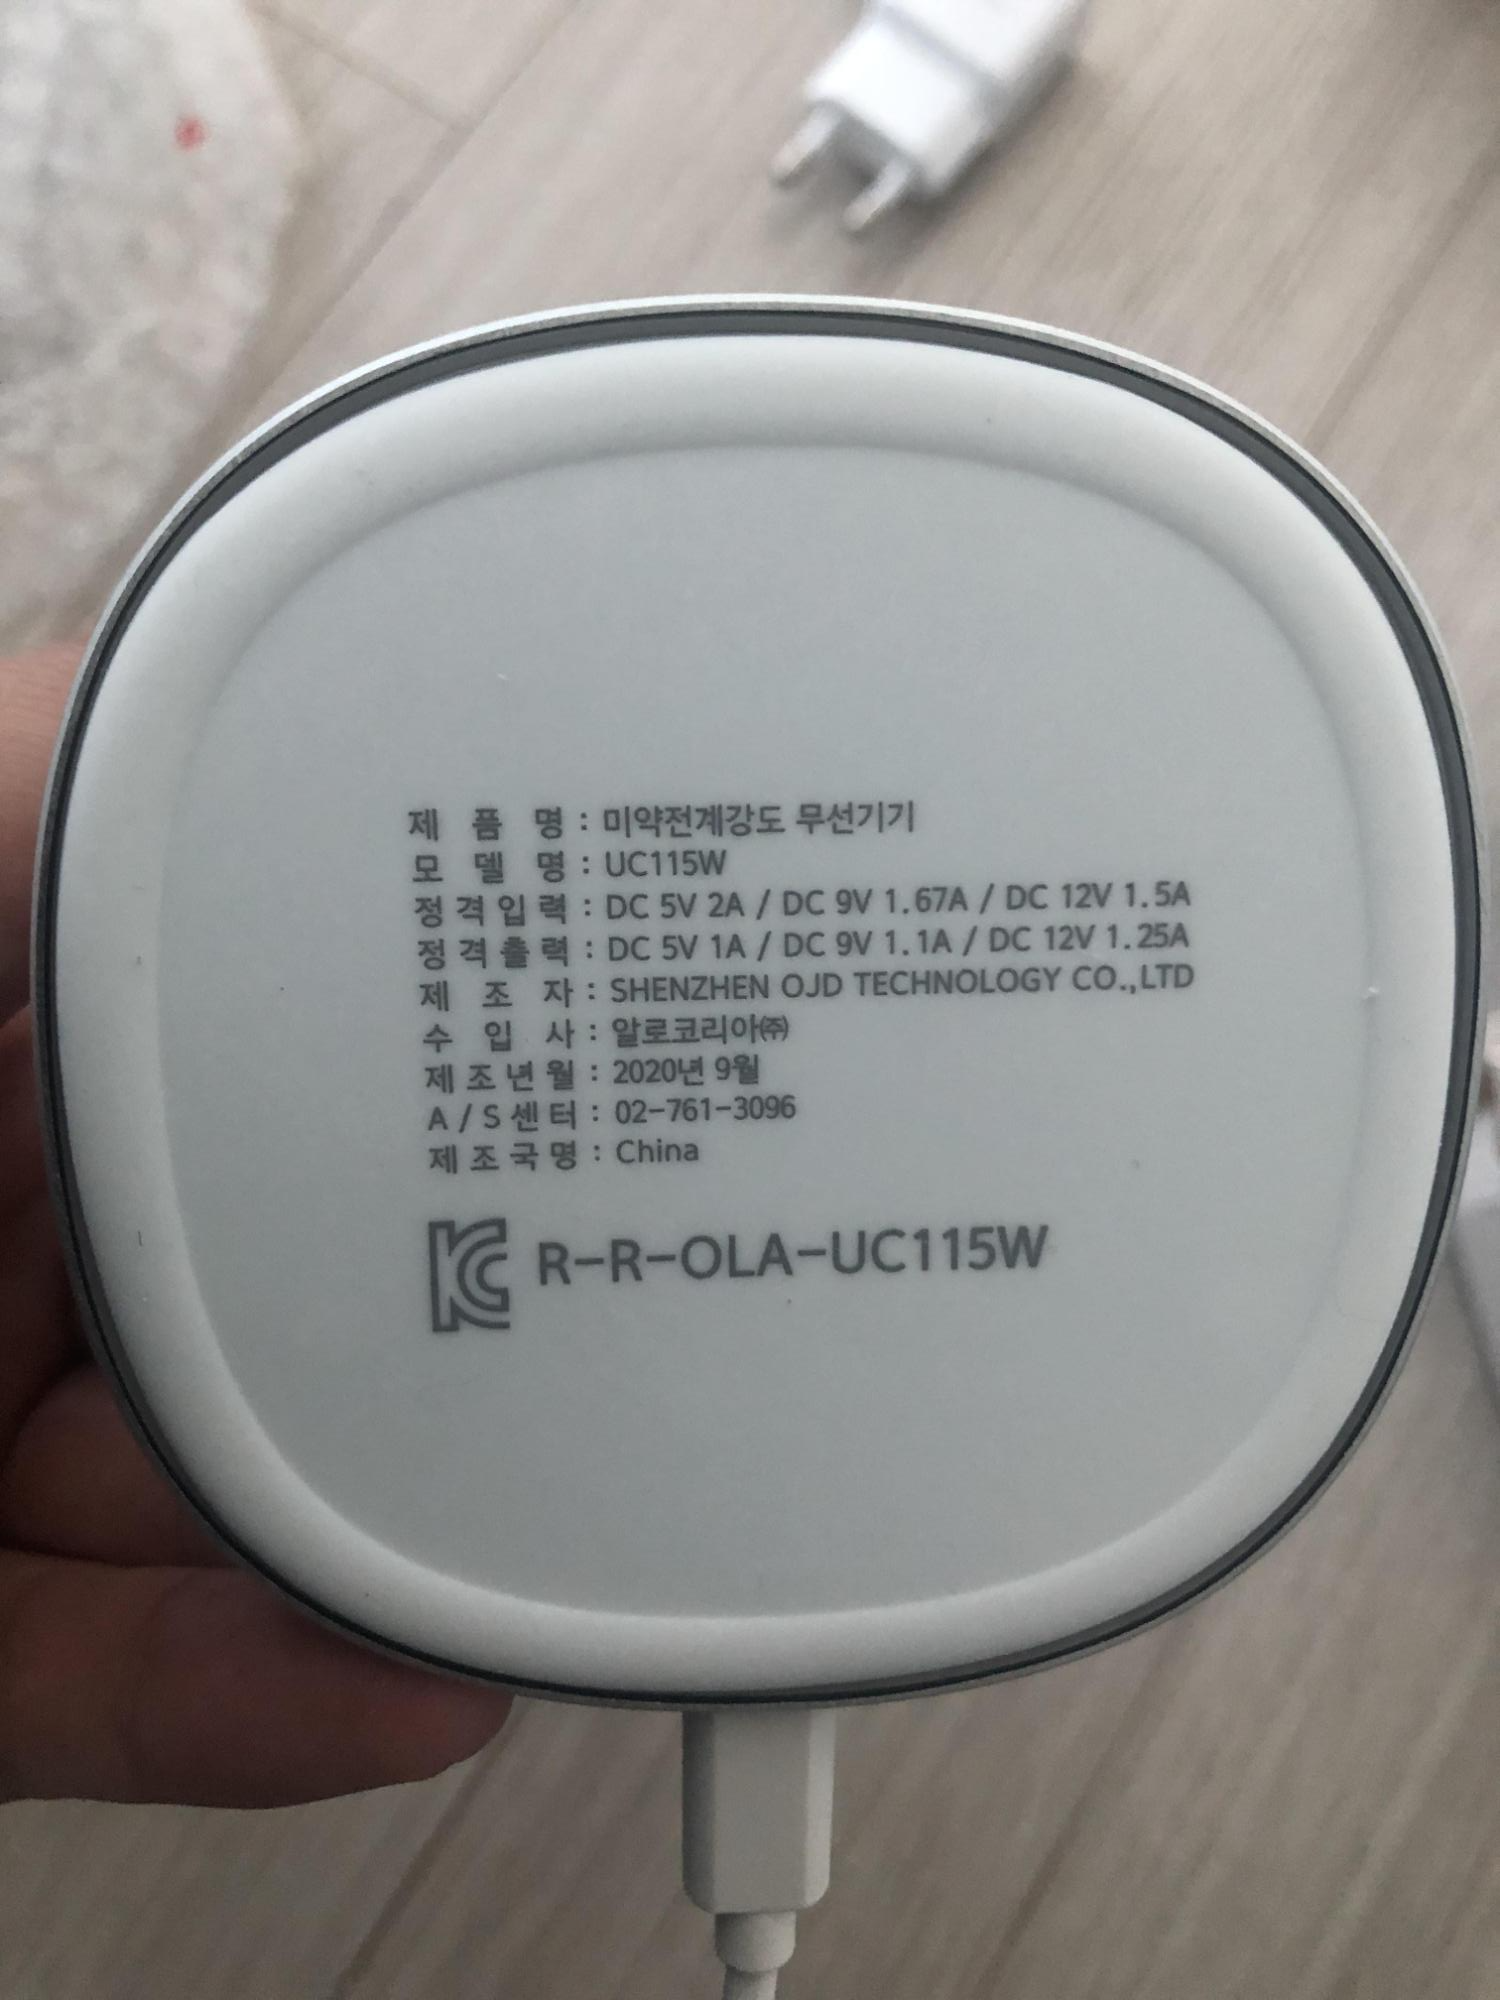 제 품 명 : 미약전계강도 무선기기
모 델 명 : UC115W
정격입력 : DC 5V 2A / DC 9V 1.67A / DC 12V 1.5A
정격출력 : DC 5V 1A / DC 9V 1.1A / DC 12V 1.25A
제 조 자 : SHENZHEN OJD TECHNOLOGY CO.,LTD
수 입 사 : 알로코리아㈜
제조년월 : 2020년 9월
A/S센터 : 02-761-3096
제조국명 : China
KC R-R-OLA-UC115W